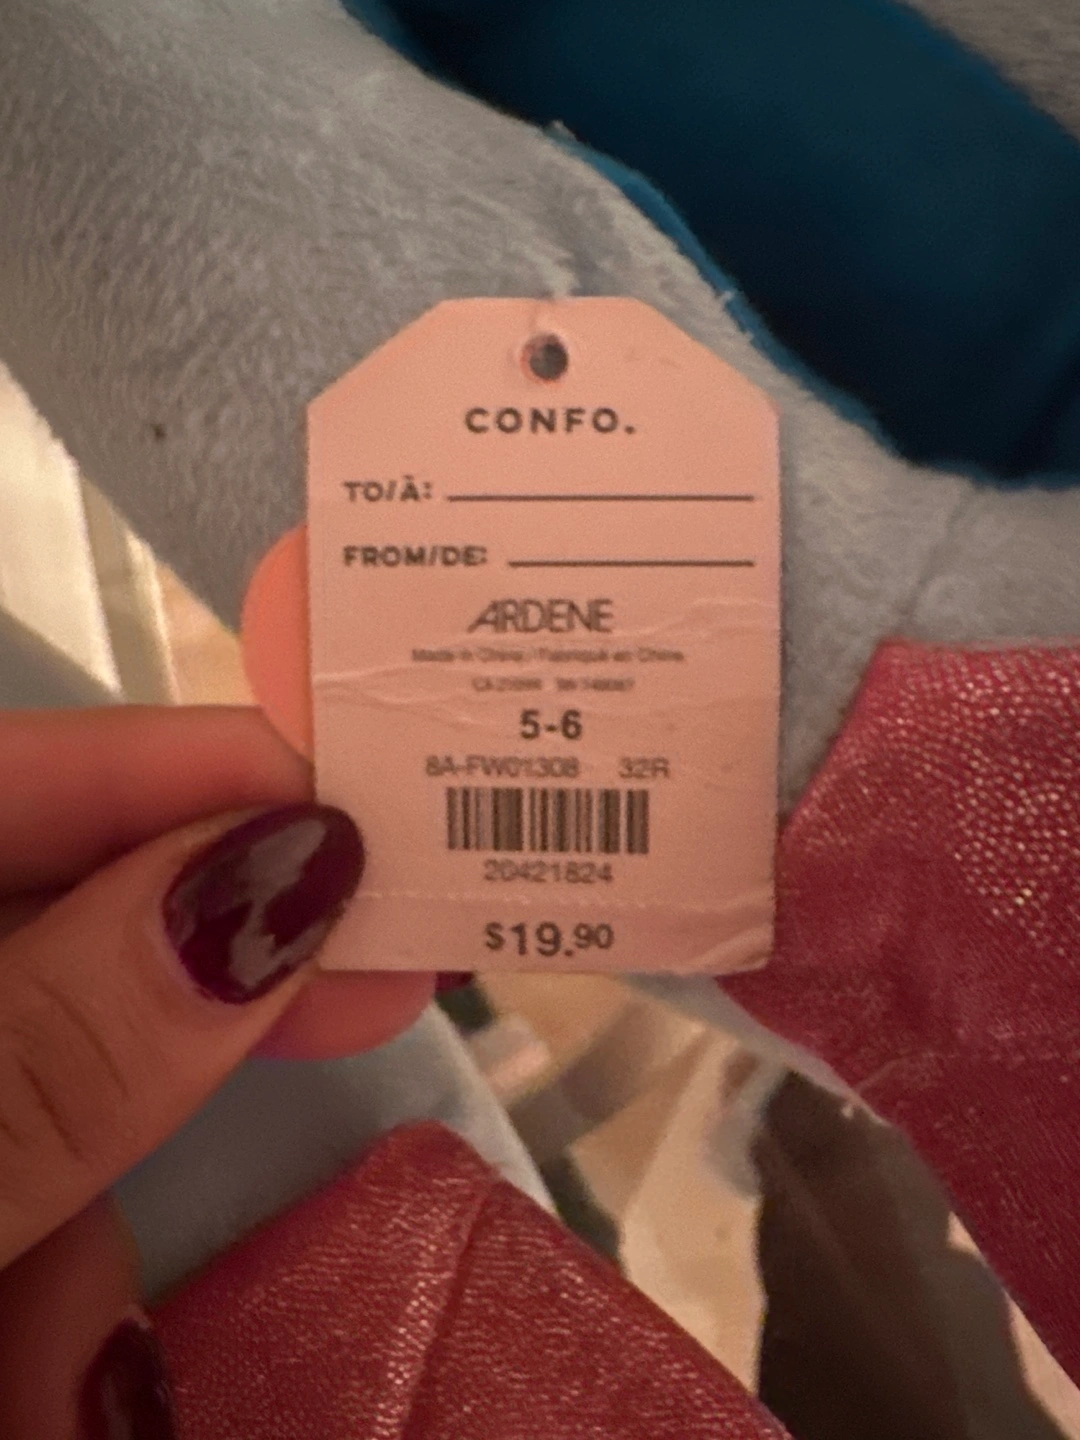 CONFO.
TO/À:
FROM/DE:
ARDENE
Made in China / Fabriqué en Chine
5-6
8A-FW01308 32R
20421824
$19.90